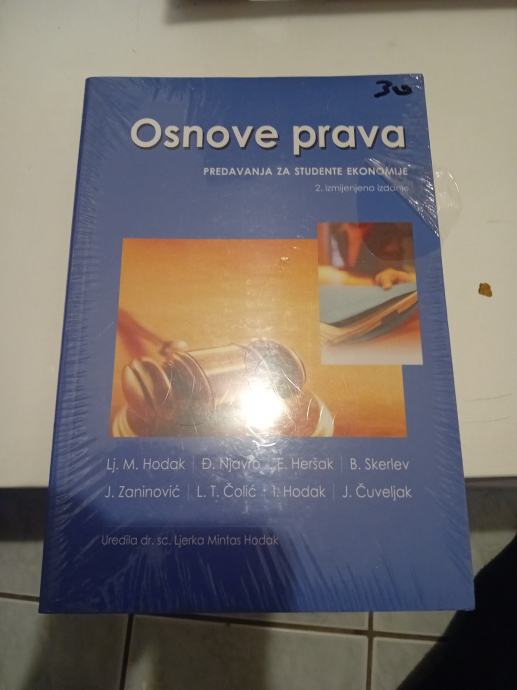 30
Osnove prava
PREDAVANJA ZA STUDENTE EKONOMIJE
2. izmijenjeno izdanje
Lj. M. Hodak | Đ. Njavro | E. Heršak | B. Skerlev
J. Zaninović | L. T. Čolić | I. Hodak | J. Čuveljak
Uredila dr. sc. Ljerka Mintas Hodak